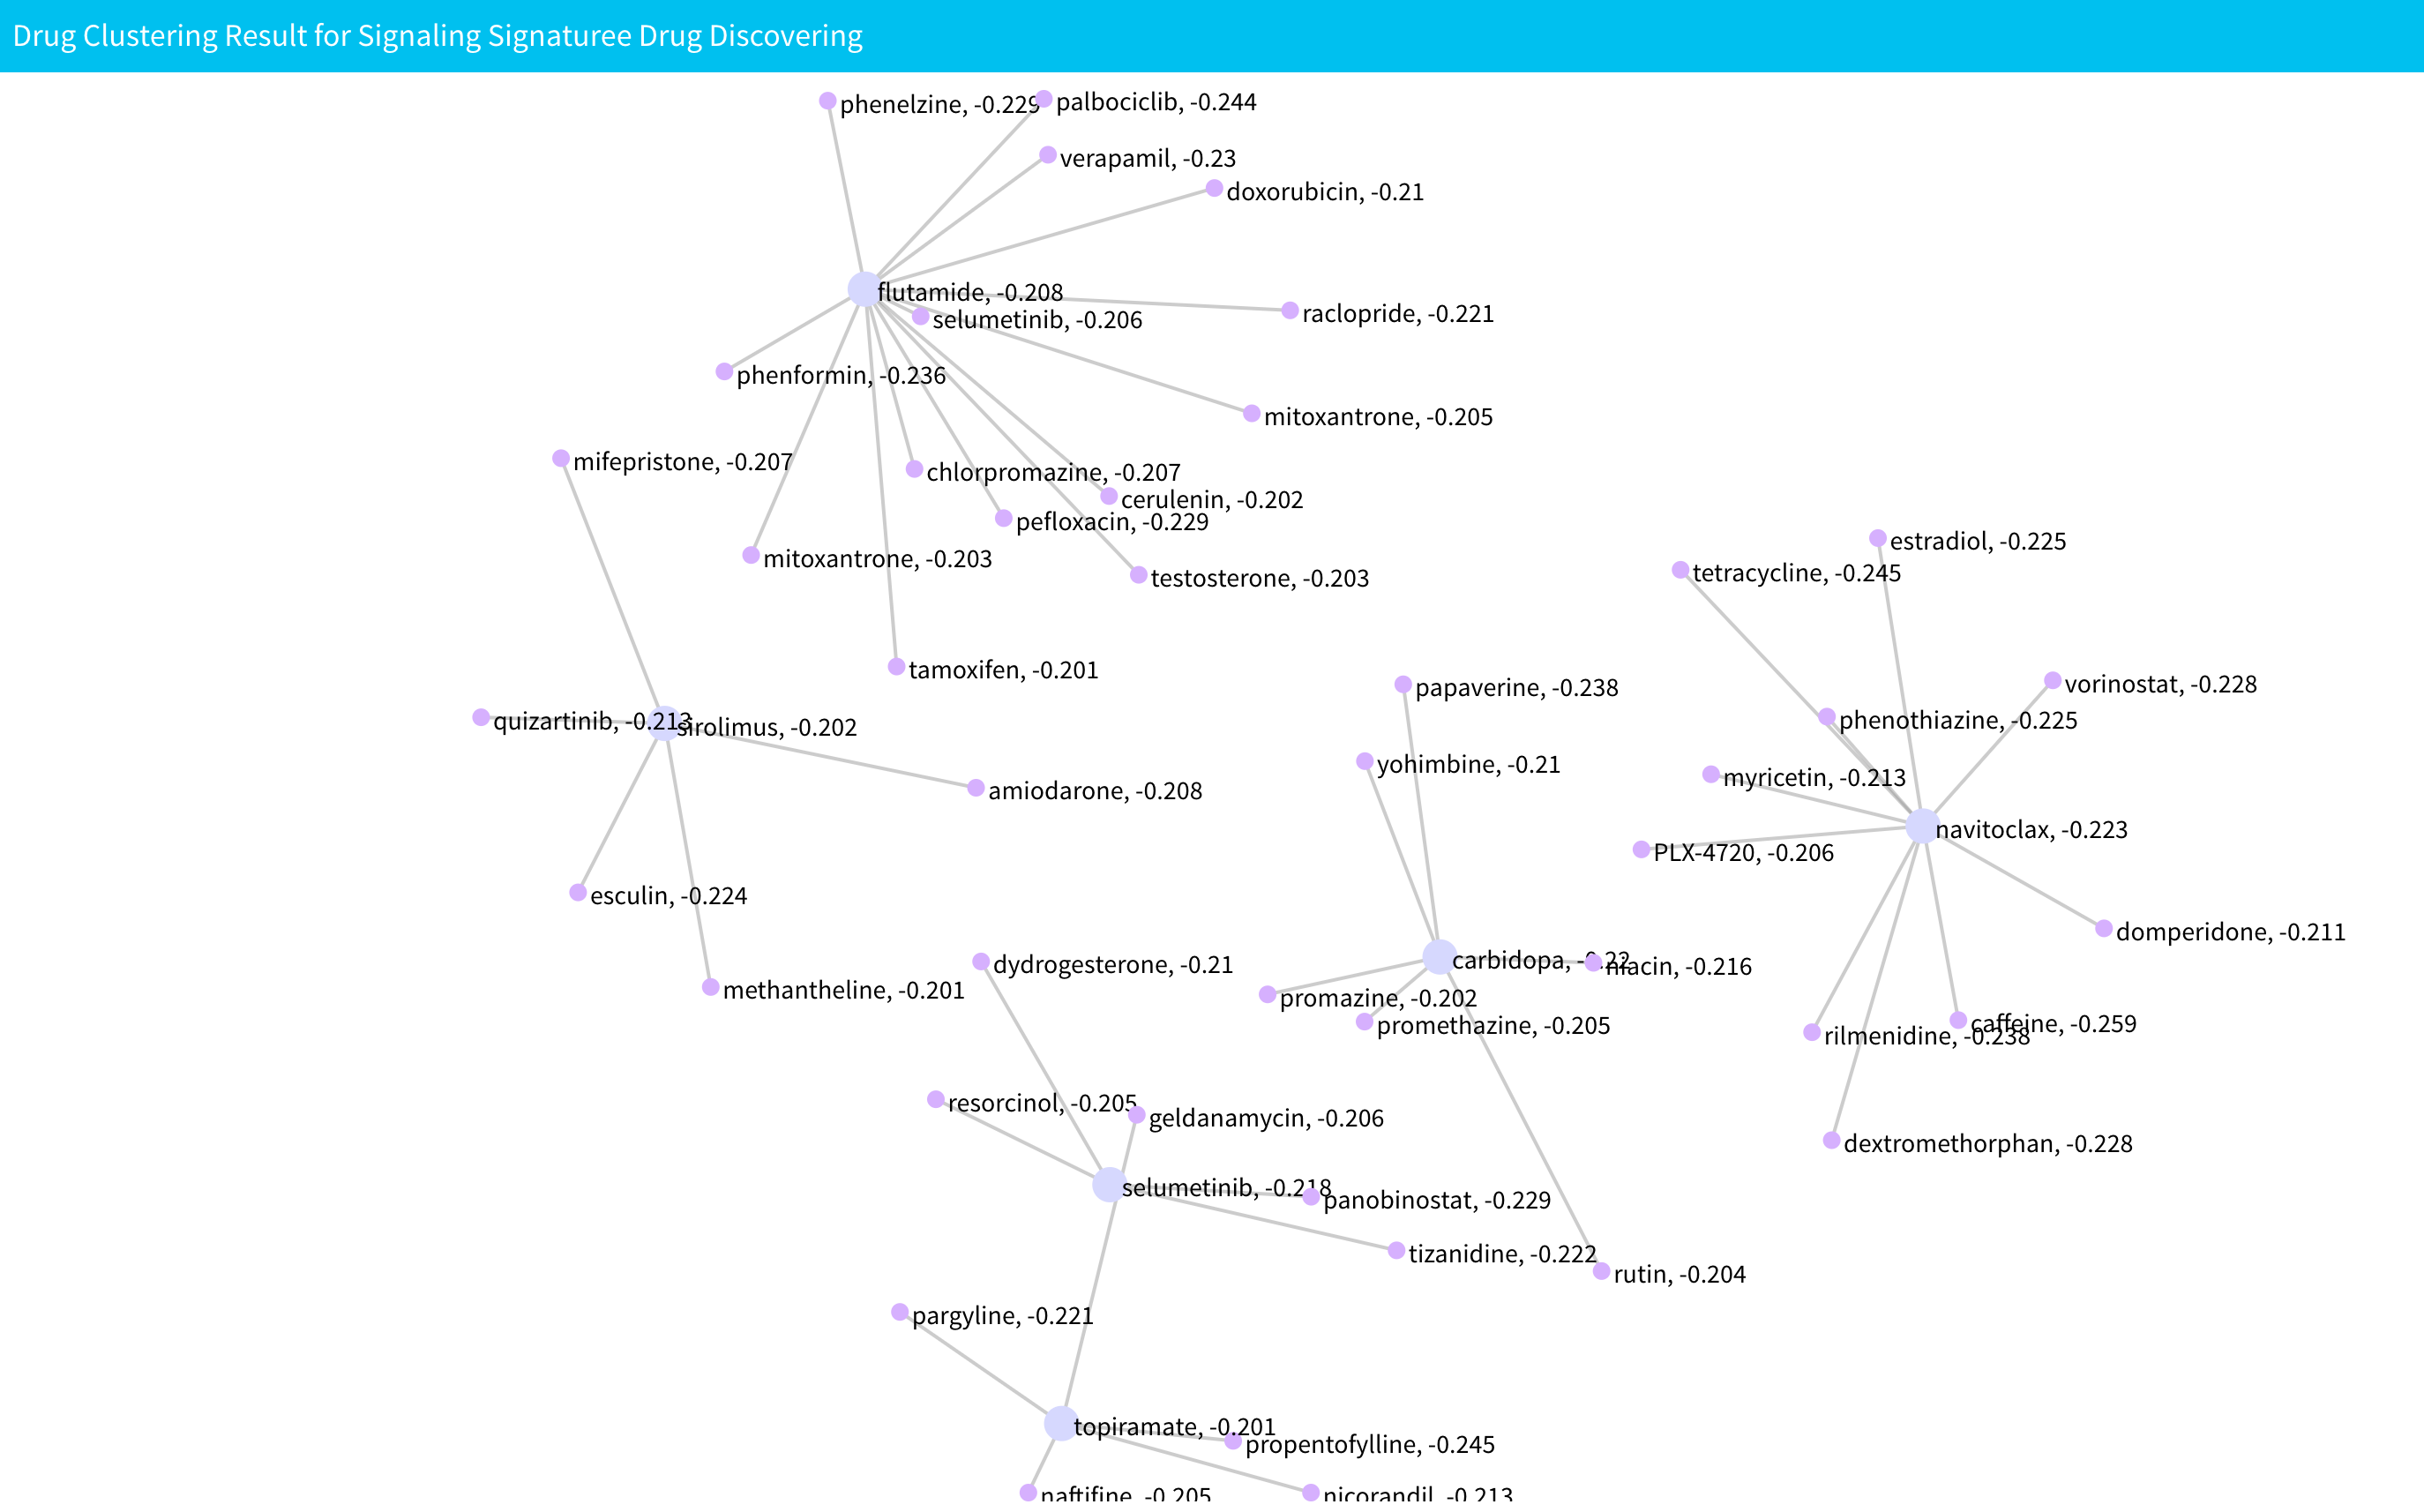 Drug Clustering Result for Signaling Signaturee Drug Discovering
phenelzine, -0.229
palbociclib, -0.244
verapamil, -0.23
doxorubicin, -0.21
flutamide, -0.208
raclopride, -0.221
selumetinib, -0.206
phenformin, -0.236
mitoxantrone, -0.205
mifepristone, -0.207
chlorpromazine, -0.207
cerulenin, -0.202
pefloxacin, -0.229
estradiol, -0.225
mitoxantrone, -0.203
tetracycline, -0.245
testosterone, -0.203
tamoxifen, -0.201
vorinostat, -0.228
papaverine, -0.238
phenothiazine, -0.225
quizartinib, -0.213
sirolimus, -0.202
yohimbine, -0.21
myricetin, -0.213
amiodarone, -0.208
navitoclax, -0.223
PLX-4720, -0.206
esculin, -0.224
domperidone, -0.211
carbidopa, -0.22
dydrogesterone, -0.21
niacin, -0.216
methantheline, -0.201
promazine, -0.202
caffeine, -0.259
promethazine, -0.205
rilmenidine, -0.238
resorcinol, -0.205
geldanamycin, -0.206
dextromethorphan, -0.228
selumetinib, -0.218
panobinostat, -0.229
tizanidine, -0.222
rutin, -0.204
pargyline, -0.221
topiramate, -0.201
propentofylline, -0.245
naftifine, -0.205
nicorandil, -0.213